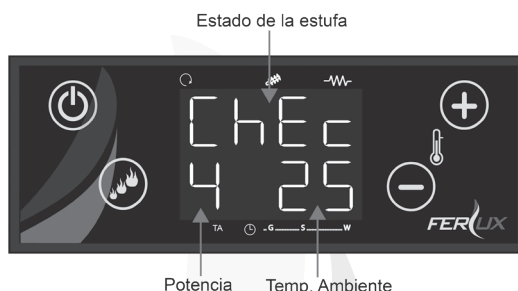 Estado de la estufa
ChEc
4 25
TA G S W
FERLUX
Potencia Temp. Ambiente